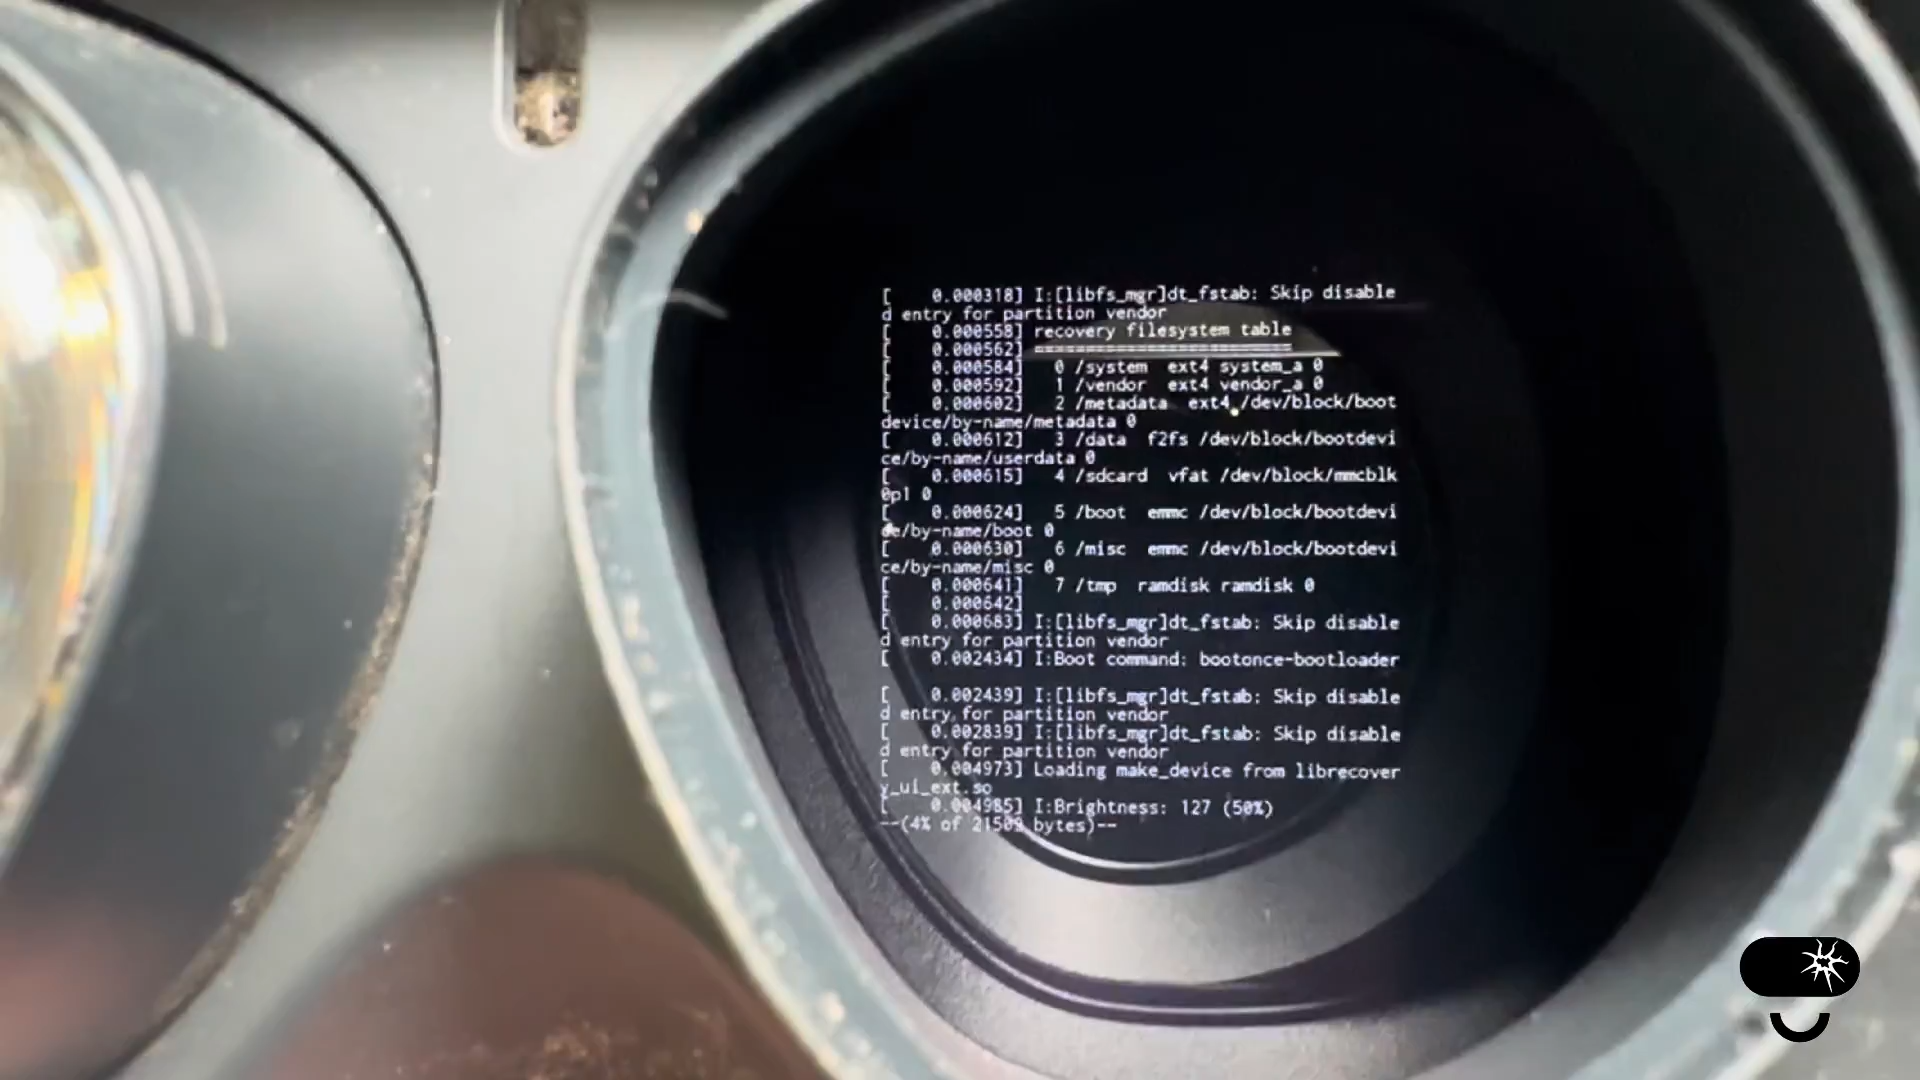 [    0.000318] I:[libfs_mgr]dt_fstab: Skip disable
d entry for partition vendor
[    0.000558] recovery filesystem table
[    0.000562] =========================
[    0.000584]   0 /system  ext4 system_a 0
[    0.000592]   1 /vendor  ext4 vendor_a 0
[    0.000602]   2 /metadata  ext4 /dev/block/boot
device/by-name/metadata 0
[    0.000612]   3 /data  f2fs /dev/block/bootdevi
ce/by-name/userdata 0
[    0.000615]   4 /sdcard  vfat /dev/block/mmcblk
0p1 0
[    0.000624]   5 /boot  emmc /dev/block/bootdevi
ce/by-name/boot 0
[    0.000630]   6 /misc  emmc /dev/block/bootdevi
ce/by-name/misc 0
[    0.000641]   7 /tmp  ramdisk ramdisk 0
[    0.000642]
[    0.000683] I:[libfs_mgr]dt_fstab: Skip disable
d entry for partition vendor
[    0.002434] I:Boot command: bootonce-bootloader
[    0.002439] I:[libfs_mgr]dt_fstab: Skip disable
d entry for partition vendor
[    0.002839] I:[libfs_mgr]dt_fstab: Skip disable
d entry for partition vendor
[    0.004973] Loading make_device from librecover
y_ui_ext.so
[    0.004985] I:Brightness: 127 (50%)
--(4% of 21509 bytes)--